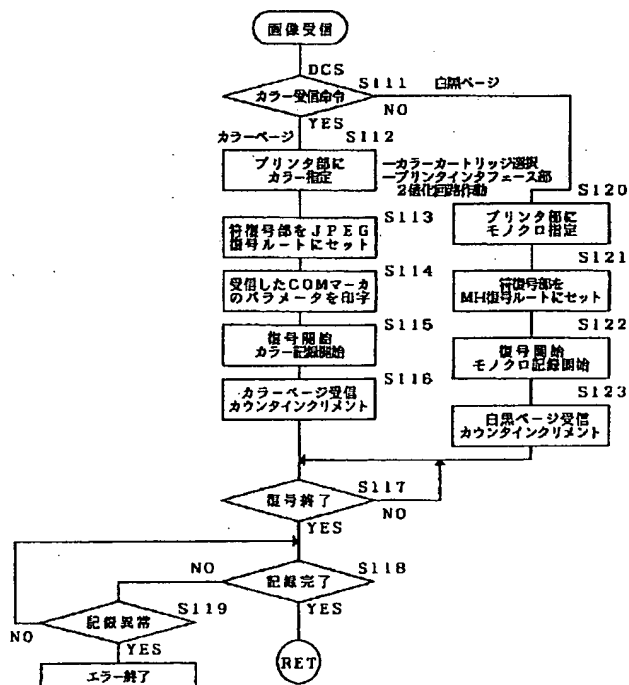 画像受信
DCS
S111
白黒ページ
カラー受信命令
NO
YES
カラーページ
S112
プリンタ部に
カラー指定
―カラーカートリッジ選択
―プリンタインタフェース部
2値化回路作動
S120
プリンタ部に
モノクロ指定
S113
符復号部をJPEG
復号ルートにセット
S121
符復号部を
MH復号ルートにセット
S114
受信したCOMマーカ
のパラメータを印字
S122
復号開始
モノクロ記録開始
S115
復号開始
カラー記録開始
S123
白黒ページ受信
カウンタインクリメント
S116
カラーページ受信
カウンタインクリメント
S117
復号終了
NO
YES
S118
記録完了
NO
YES
S119
記録異常
NO
YES
エラー終了
RET